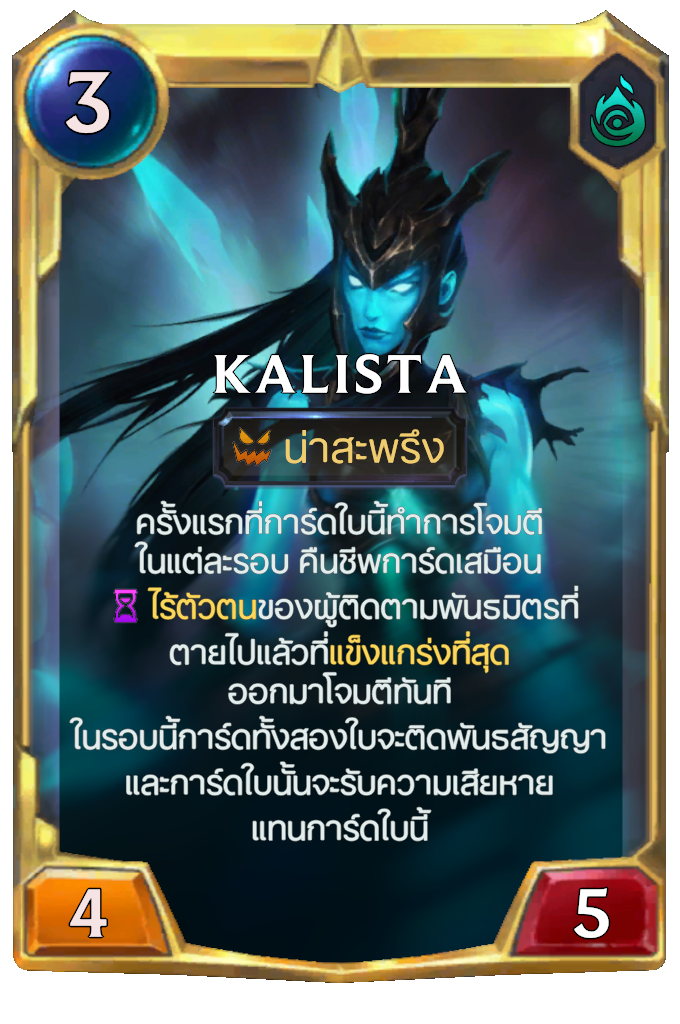 3
KALISTA
น่าสะพรึง
ครั้งแรกที่การ์ดใบนี้ทำการโจมตี
ในแต่ละรอบ คืนชีพการ์ดเสมือน
ไร้ตัวตนของผู้ติดตามพันธมิตรที่
ตายไปแล้วที่แข็งแกร่งที่สุด
ออกมาโจมตีทันที
ในรอบนี้การ์ดทั้งสองใบจะติดพันธสัญญา
และการ์ดใบนั้นจะรับความเสียหาย
แทนการ์ดใบนี้
4
5